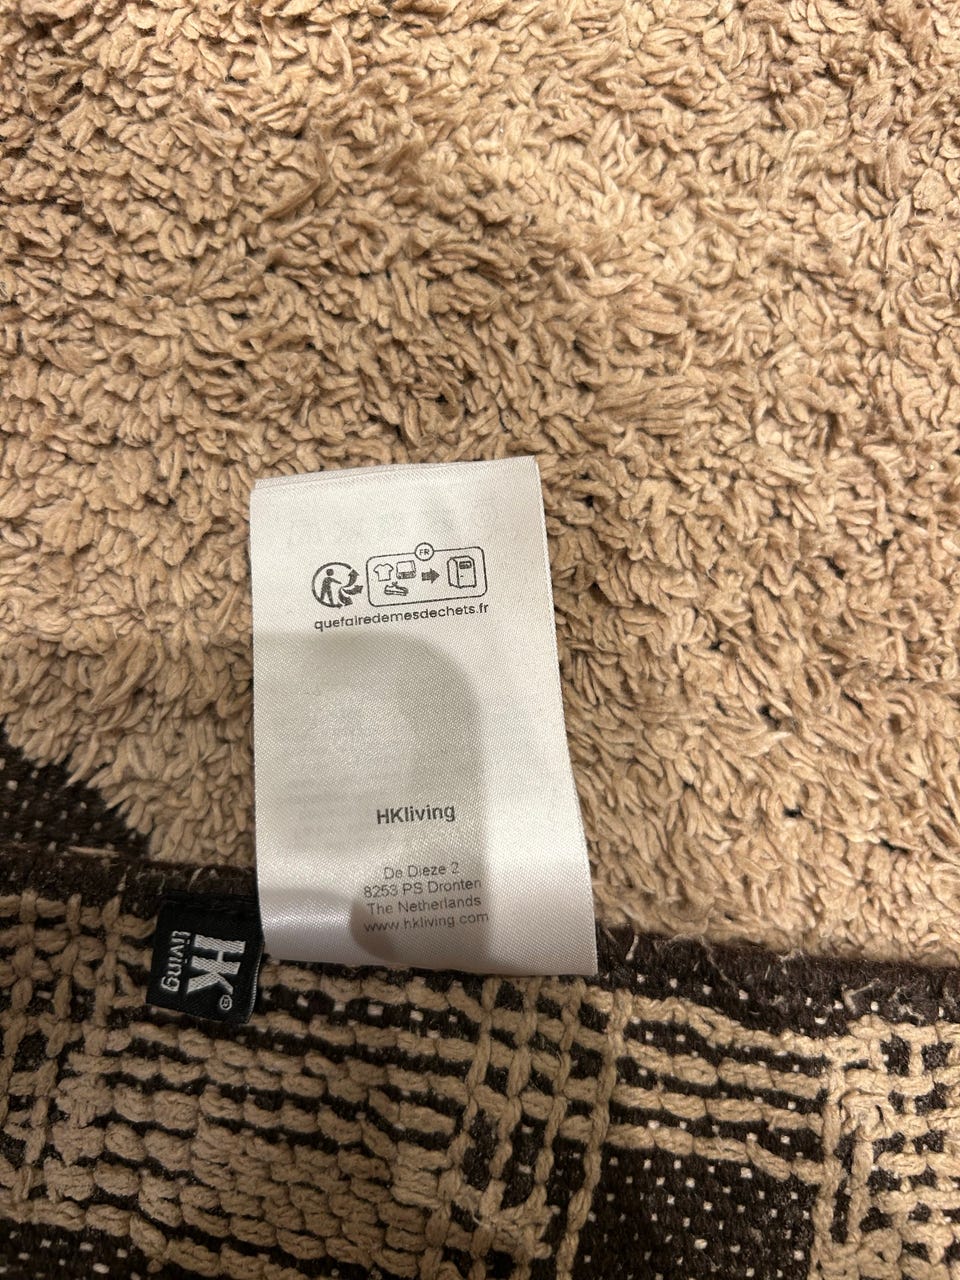 FR
quefairedemesdechets.fr
HKliving
De Dieze 2
8253 PS Dronten
The Netherlands
www.hkliving.com
HK
living
®